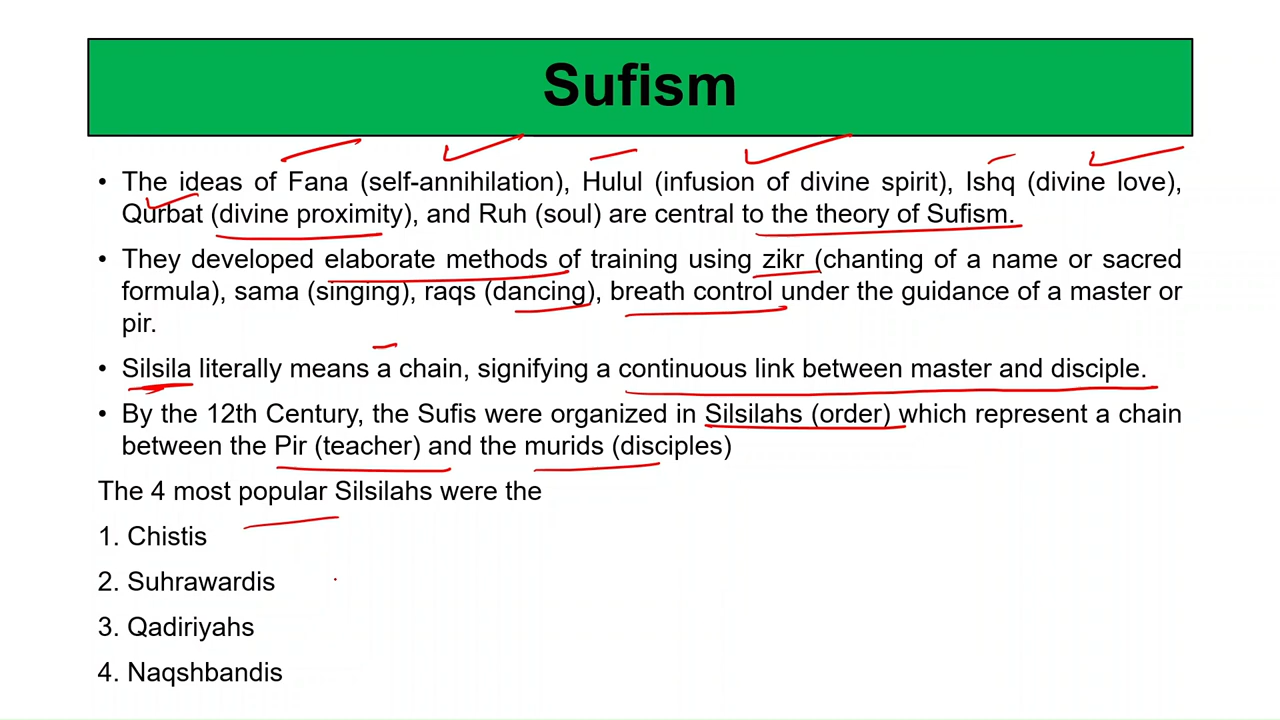 Sufism
• The ideas of Fana (self-annihilation), Hulul (infusion of divine spirit), Ishq (divine love),
Qurbat (divine proximity), and Ruh (soul) are central to the theory of Sufism.
• They developed elaborate methods of training using zikr (chanting of a name or sacred
formula), sama (singing), raqs (dancing), breath control under the guidance of a master or
pir.
• Silsila literally means a chain, signifying a continuous link between master and disciple.
• By the 12th Century, the Sufis were organized in Silsilahs (order) which represent a chain
between the Pir (teacher) and the murids (disciples)
The 4 most popular Silsilahs were the
1. Chistis
2. Suhrawardis
3. Qadiriyahs
4. Naqshbandis